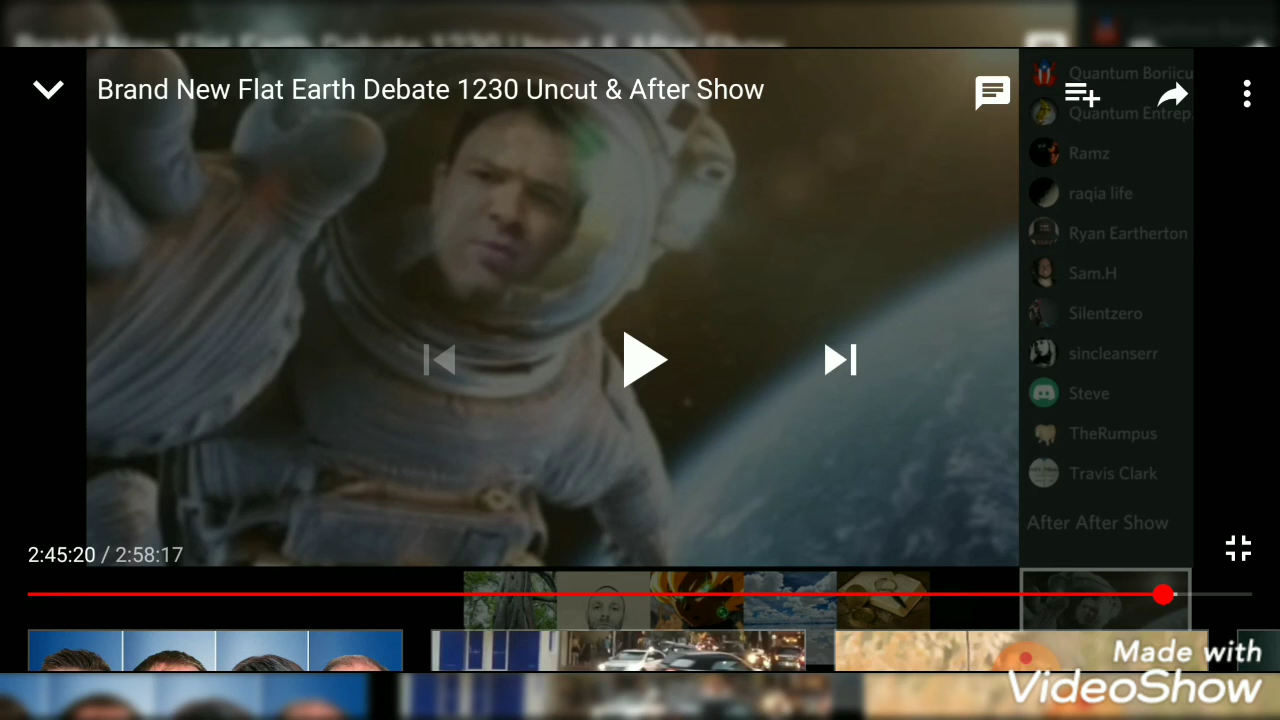 Brand New Flat Earth Debate 1230 Uncut & After Show
Quantum Boriicu
Quantum Entrep.
Ramz
raqia life
Ryan Eartherton
Sam.H
Silentzero
sincleanserr
Steve
TheRumpus
Travis Clark
After After Show
2:45:20 / 2:58:17
Made with
VideoShow